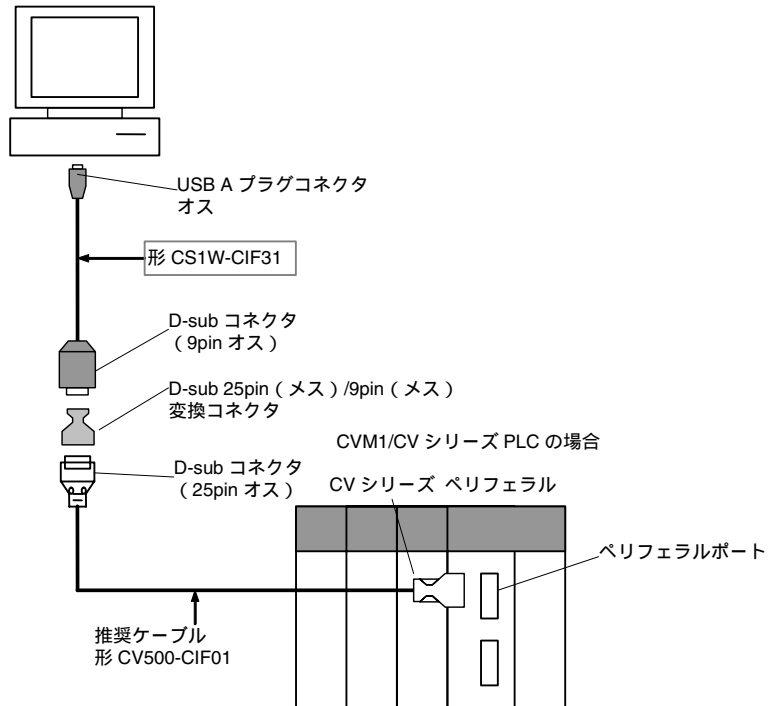 USB A プラグコネクタ
オス
形 CS1W-CIF31
D-sub コネクタ
（9pin オス）
D-sub 25pin（メス）/9pin（メス）
変換コネクタ
CVM1/CV シリーズ PLC の場合
D-sub コネクタ
（25pin オス）
CV シリーズ ペリフェラル
ペリフェラルポート
推奨ケーブル
形 CV500-CIF01